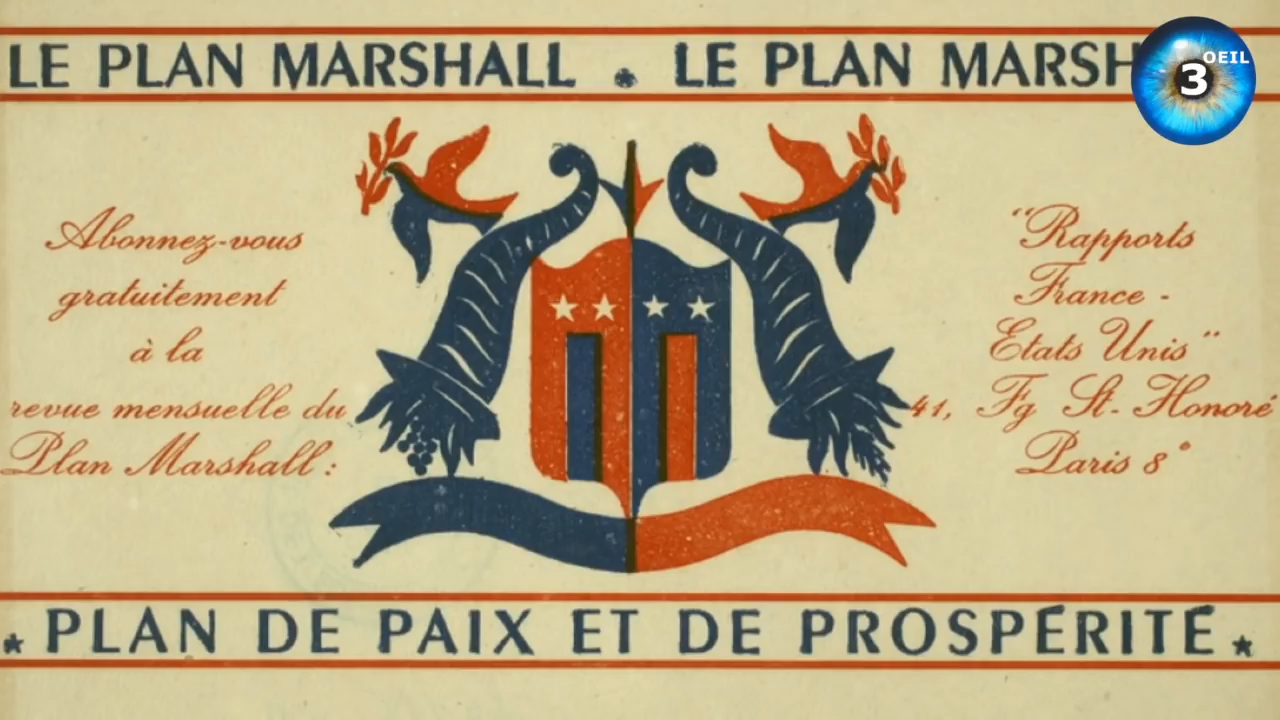 LE PLAN MARSHALL . LE PLAN MARSH
3 OEIL
Abonnez-vous
gratuitement
à la
revue mensuelle du
Plan Marshall :
"Rapports
France -
Etats Unis"
41, Fg St-Honoré
Paris 8°
* PLAN DE PAIX ET DE PROSPÉRITÉ *